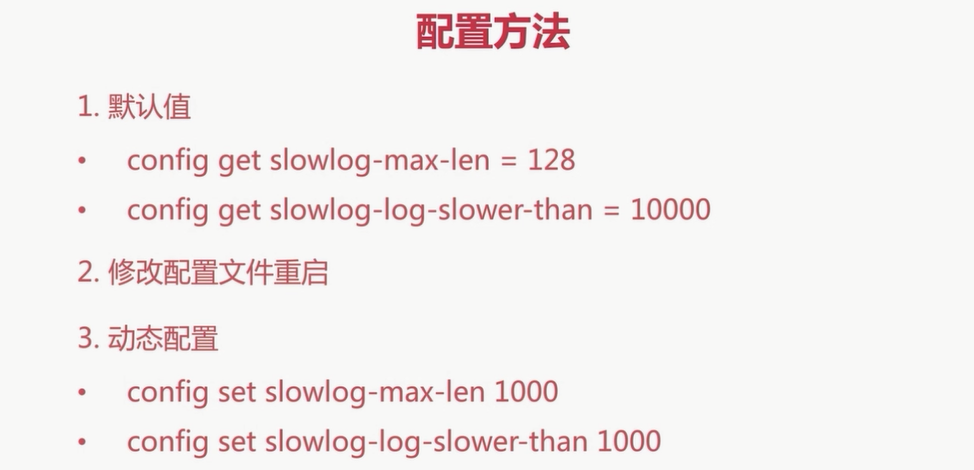 配置方法
1. 默认值
• config get slowlog-max-len = 128
• config get slowlog-log-slower-than = 10000
2. 修改配置文件重启
3. 动态配置
• config set slowlog-max-len 1000
• config set slowlog-log-slower-than 1000